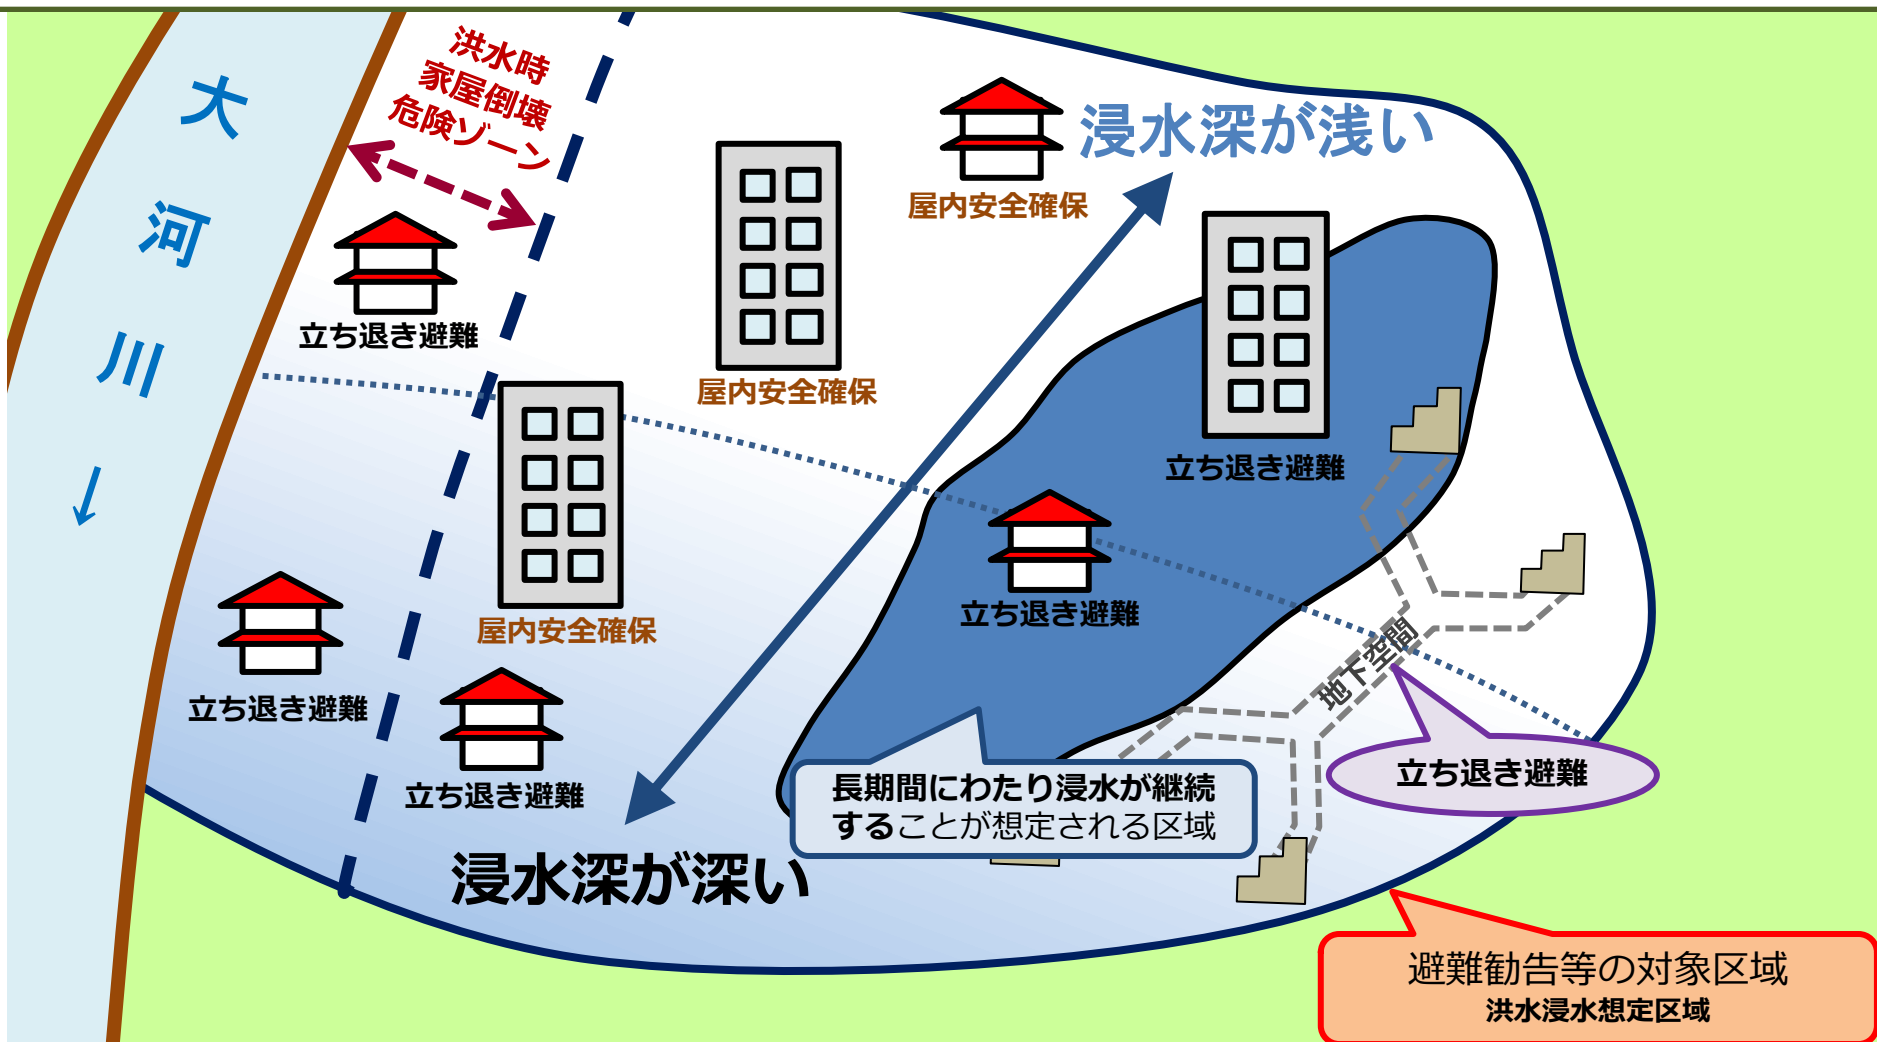 大河川
↓
洪水時
家屋倒壊
危険ゾーン
浸水深が浅い
屋内安全確保
立ち退き避難
屋内安全確保
立ち退き避難
屋内安全確保
立ち退き避難
立ち退き避難
立ち退き避難
地下空間
立ち退き避難
長期間にわたり浸水が継続
することが想定される区域
浸水深が深い
避難勧告等の対象区域
洪水浸水想定区域